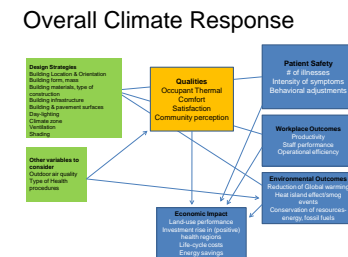 Overall Climate Response
Design Strategies
Building Location & Orientation
Building form, mass
Building materials, type of
construction
Building infrastructure
Building & pavement surfaces
Day-lighting
Climate zone
Ventilation
Shading
Other variables to
consider
Outdoor air quality
Type of Health
procedures
Qualities
Occupant Thermal
Comfort
Satisfaction
Community perception
Patient Safety
# of illnesses
Intensity of symptoms
Behavioral adjustments
Workplace Outcomes
Productivity
Staff performance
Operational efficiency
Environmental Outcomes
Reduction of Global warming
Heat island effect/smog
events
Conservation of resources-
energy, fossil fuels
Economic Impact
Land-use performance
Investment rise in (positive)
health regions
Life-cycle costs
Energy savings